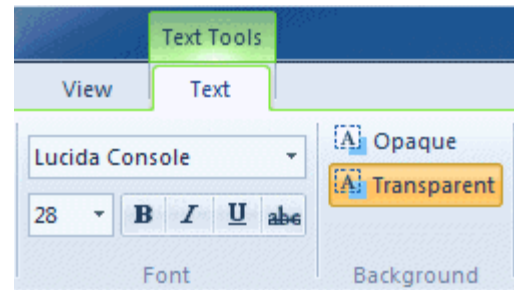 Text Tools
View Text
Lucida Console
Opaque
Transparent
28 B I U abc
Font Background